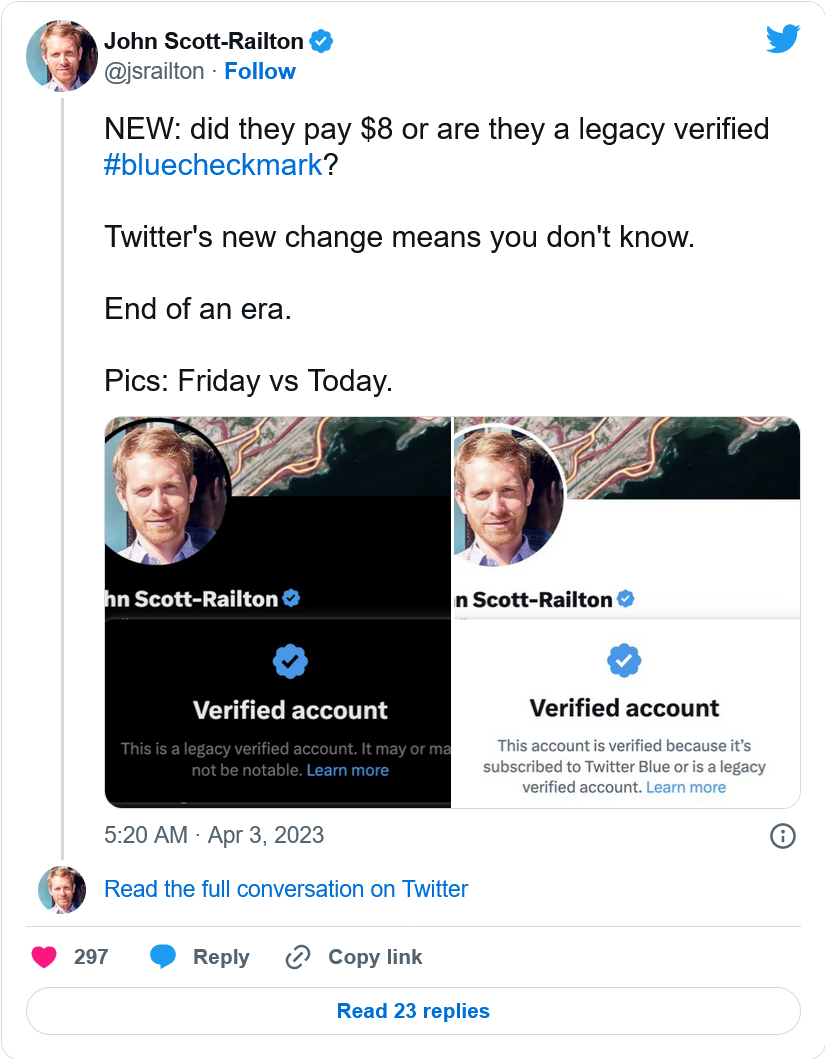 John Scott-Railton
@jsrailton · Follow
NEW: did they pay $8 or are they a legacy verified
#bluecheckmark?
Twitter's new change means you don't know.
End of an era.
Pics: Friday vs Today.
hn Scott-Railton
Verified account
This is a legacy verified account. It may or ma
not be notable. Learn more
n Scott-Railton
Verified account
This account is verified because it's
subscribed to Twitter Blue or is a legacy
verified account. Learn more
5:20 AM · Apr 3, 2023
Read the full conversation on Twitter
297 Reply Copy link
Read 23 replies